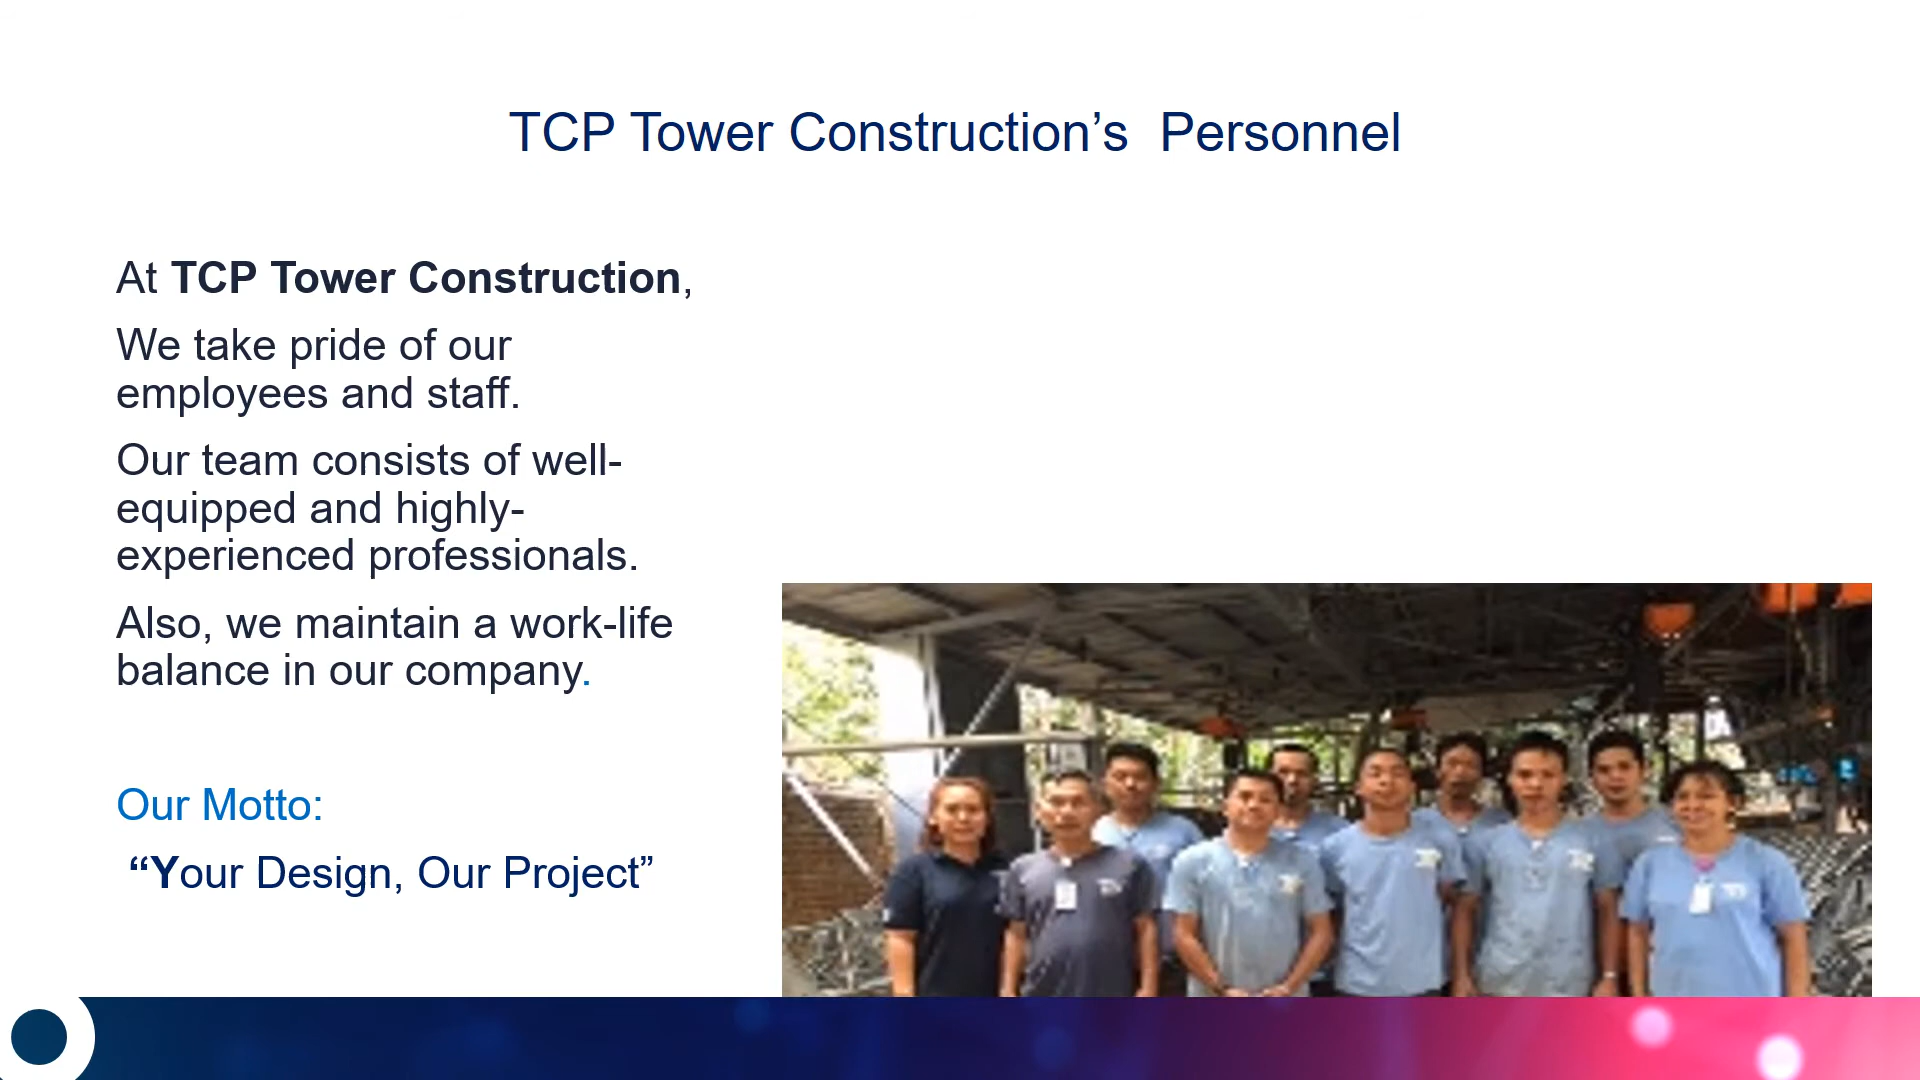 TCP Tower Construction’s  Personnel
At TCP Tower Construction,
We take pride of our
employees and staff.
Our team consists of well-
equipped and highly-
experienced professionals.
Also, we maintain a work-life
balance in our company.
Our Motto:
“Your Design, Our Project”